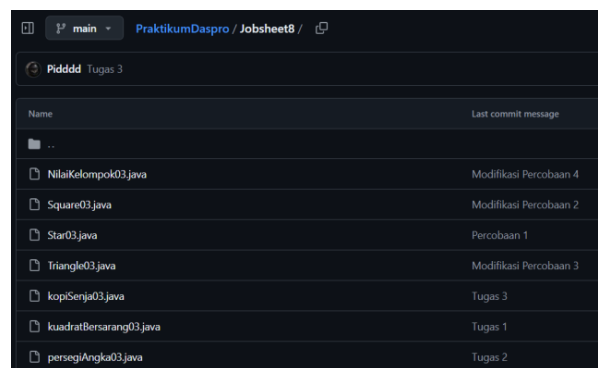 main PraktikumDaspro / Jobsheet8 /
Pidddd Tugas 3
Name Last commit message
..
NilaiKelompok03.java Modifikasi Percobaan 4
Square03.java Modifikasi Percobaan 2
Star03.java Percobaan 1
Triangle03.java Modifikasi Percobaan 3
kopiSenja03.java Tugas 3
kuadratBersarang03.java Tugas 1
persegiAngka03.java Tugas 2